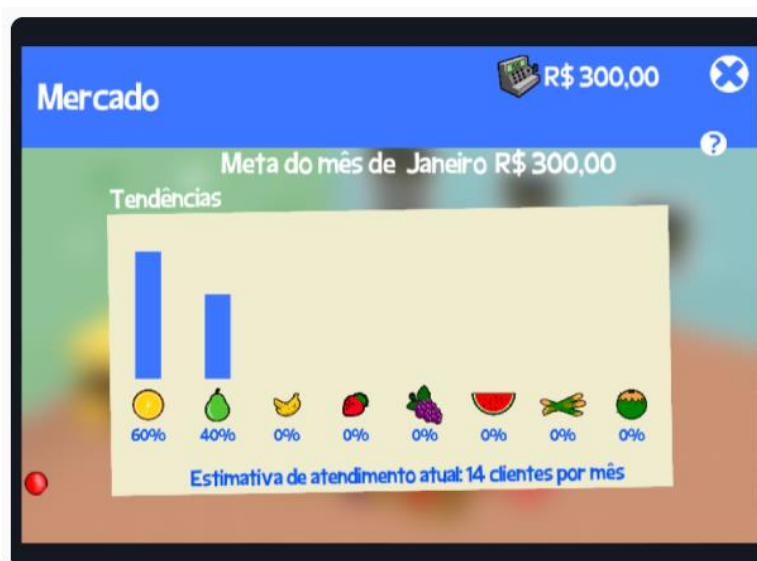 R$ 300,00
Mercado
?
Meta do mês de Janeiro R$ 300,00
Tendências
60% 40% 0% 0% 0% 0% 0% 0%
Estimativa de atendimento atual: 14 clientes por mês